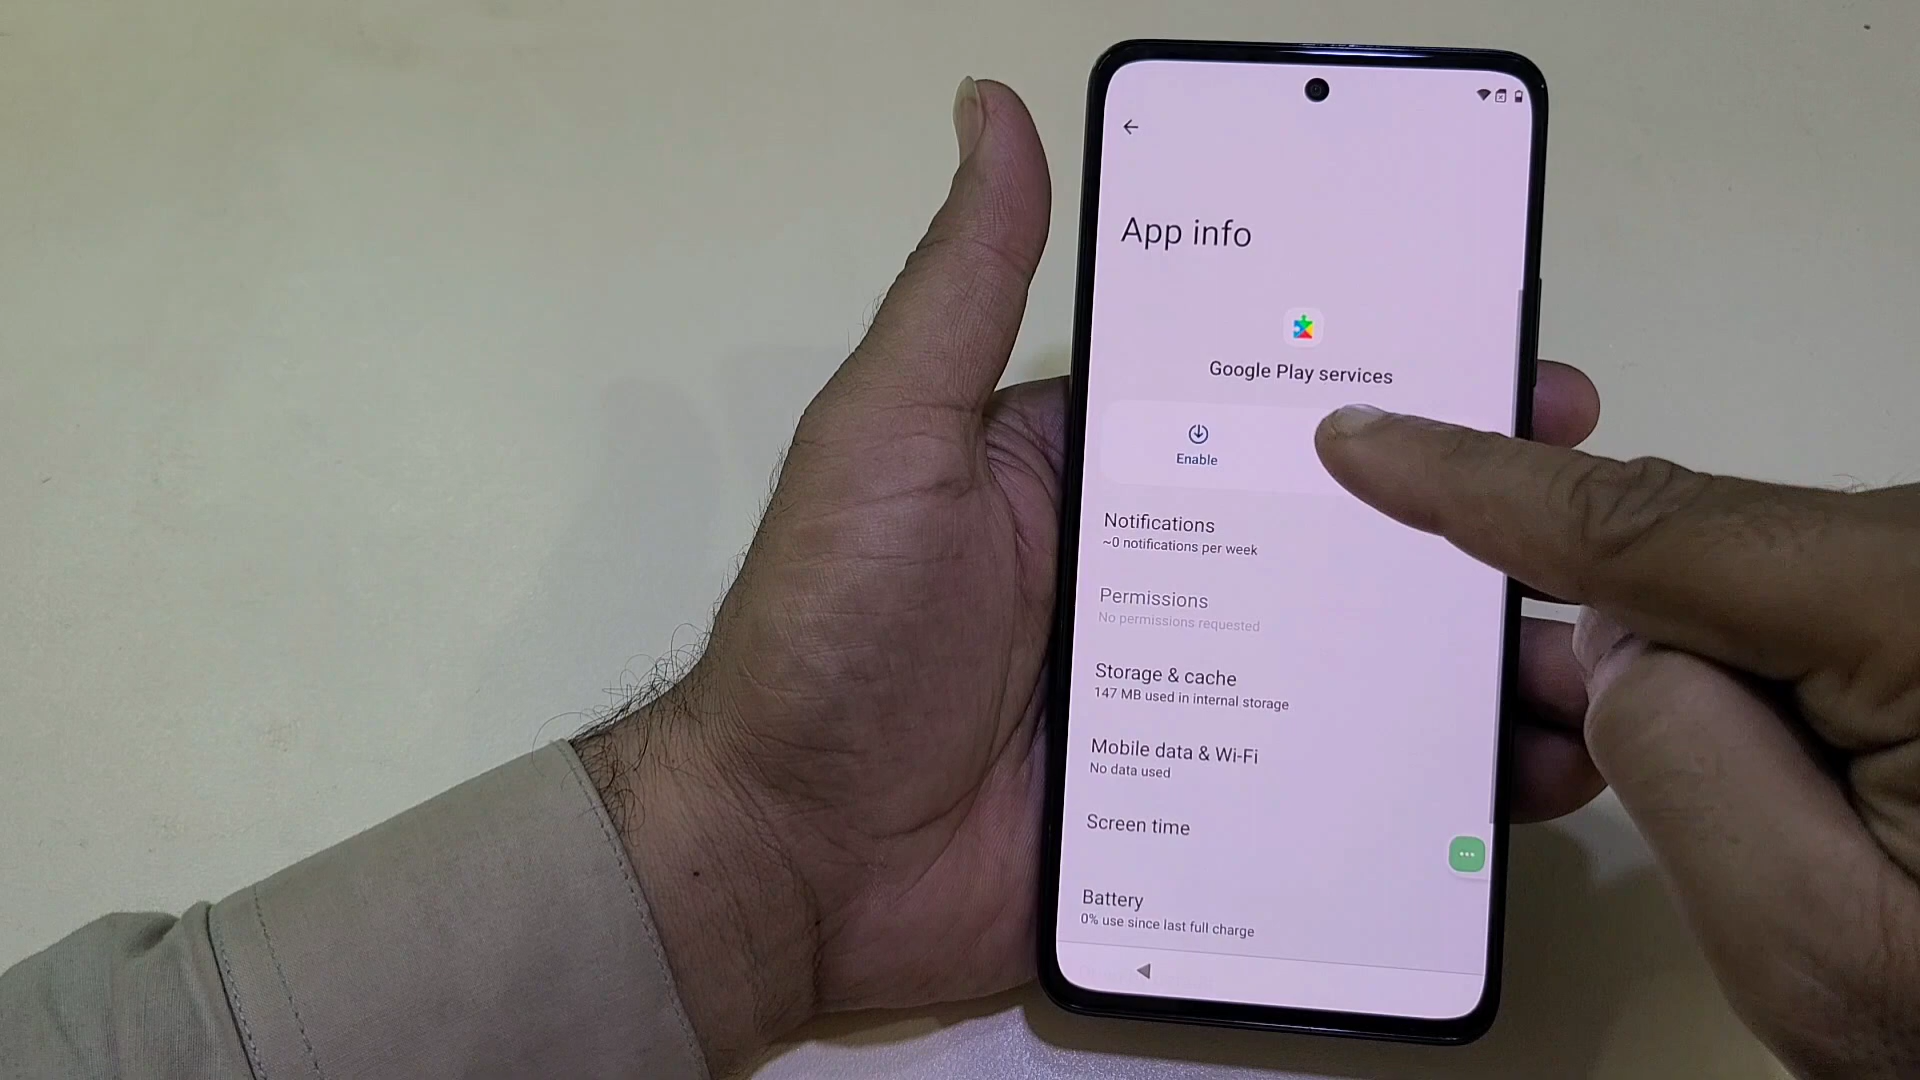 App info
Google Play services
Enable
Notifications
~0 notifications per week
Permissions
No permissions requested
Storage & cache
147 MB used in internal storage
Mobile data & Wi-Fi
No data used
Screen time
Battery
0% use since last full charge